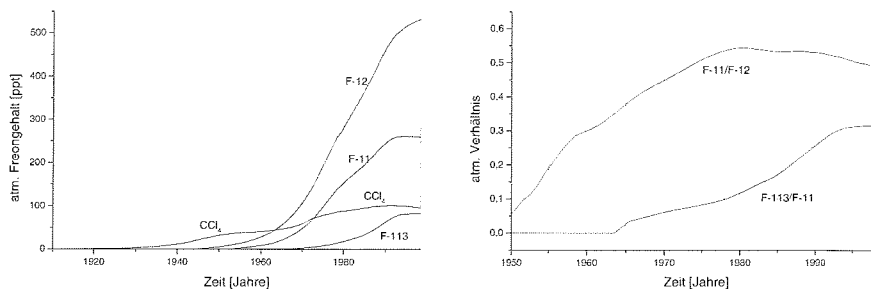 atm. Freongehalt [ppt]
500
400
300
200
100
0
F-12
F-11
CCl₄
CCl₄
F-113
1920
1940
1960
1980
Zeit [Jahre]
atm. Verhältnis
0,6
0,5
0,4
0,3
0,2
0,1
0,0
F-11/F-12
F-113/F-11
1950
1960
1970
1980
1990
Zeit [Jahre]